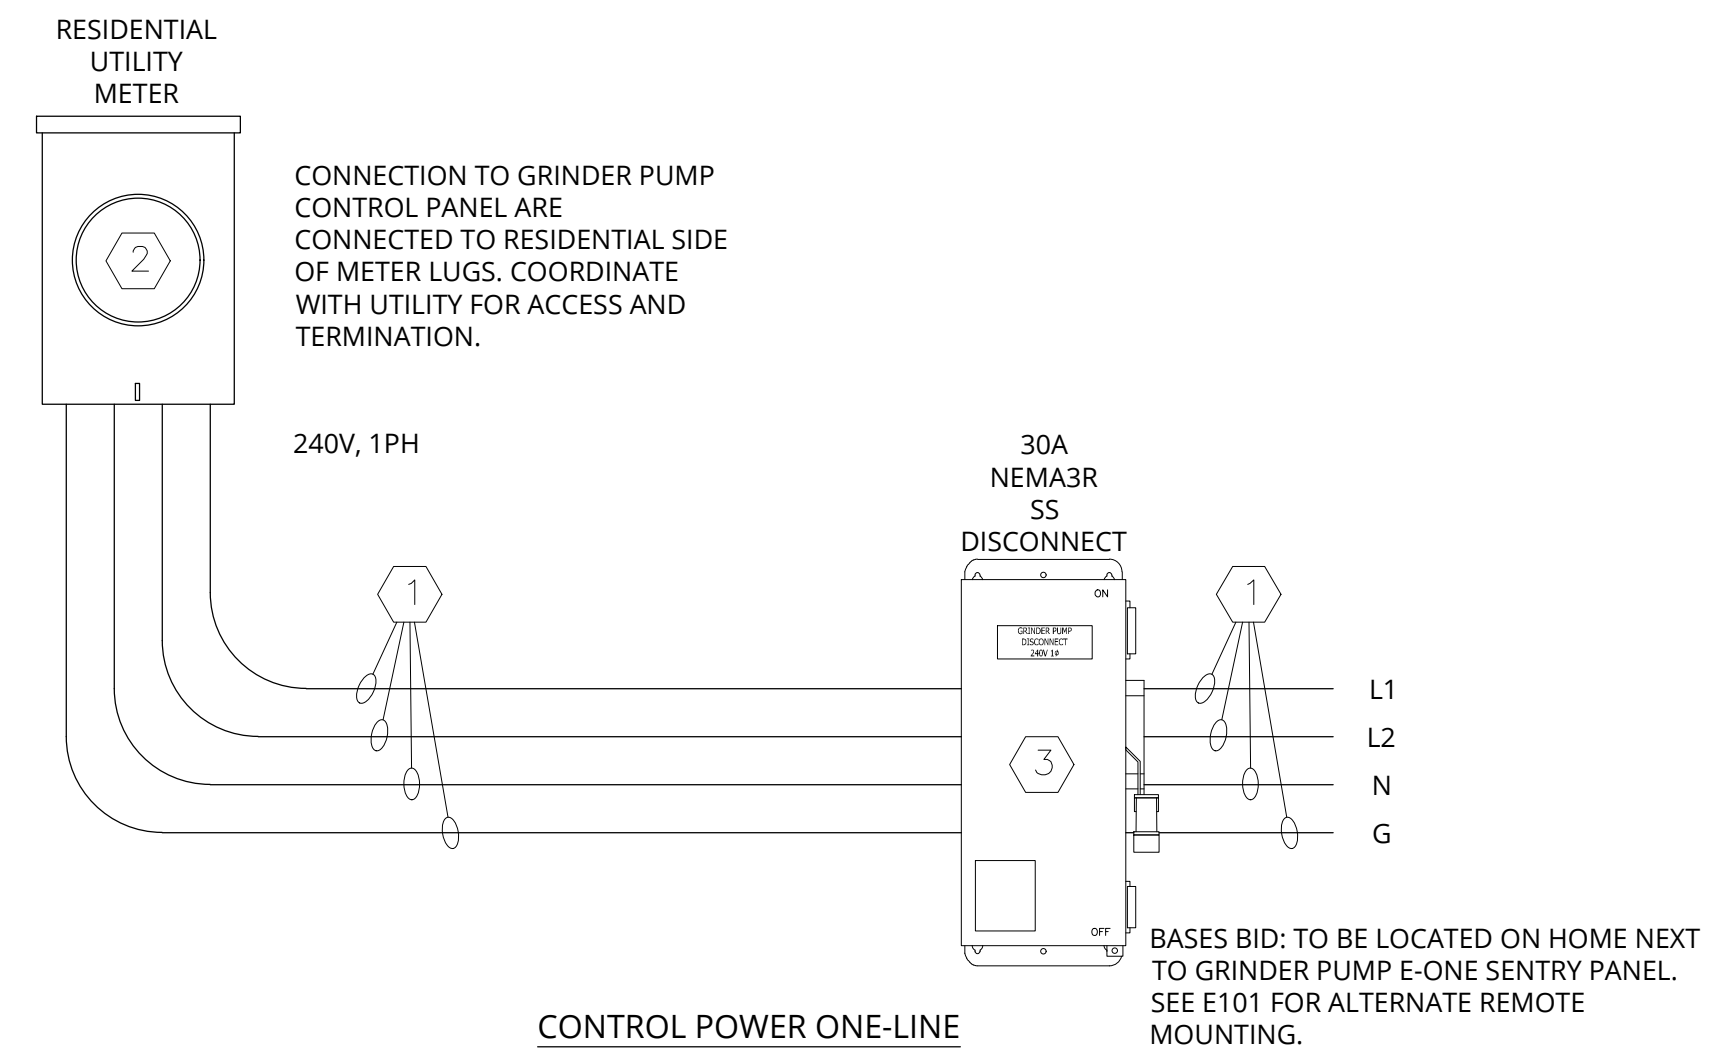 RESIDENTIAL
UTILITY
METER
2
CONNECTION TO GRINDER PUMP
CONTROL PANEL ARE
CONNECTED TO RESIDENTIAL SIDE
OF METER LUGS. COORDINATE
WITH UTILITY FOR ACCESS AND
TERMINATION.
240V, 1PH
30A
NEMA3R
SS
DISCONNECT
1
ON
GRINDER PUMP
DISCONNECT
240V 1ϕ
3
OFF
1
L1
L2
N
G
BASES BID: TO BE LOCATED ON HOME NEXT
TO GRINDER PUMP E-ONE SENTRY PANEL.
SEE E101 FOR ALTERNATE REMOTE
MOUNTING.
CONTROL POWER ONE-LINE